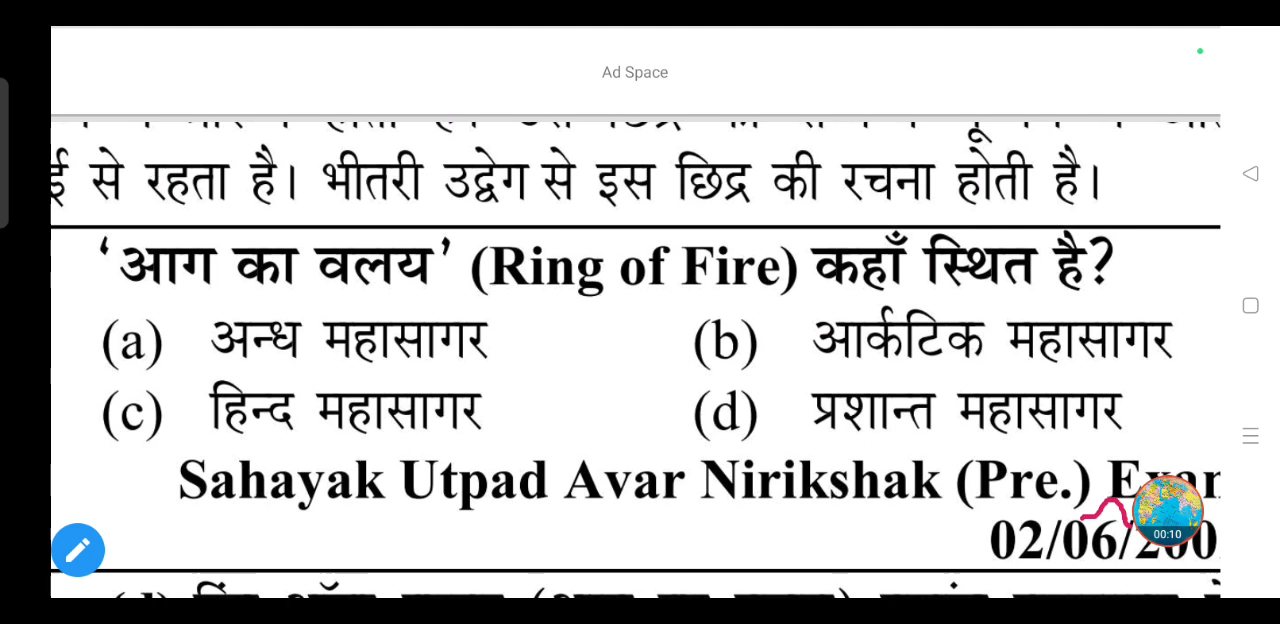 Ad Space
ई से रहता है। भीतरी उद्वेग से इस छिद्र की रचना होती है।
‘आग का वलय’ (Ring of Fire) कहाँ स्थित है?
(a) अन्ध महासागर (b) आर्कटिक महासागर
(c) हिन्द महासागर (d) प्रशान्त महासागर
Sahayak Utpad Avar Nirikshak (Pre.)
02/06/200
00:10